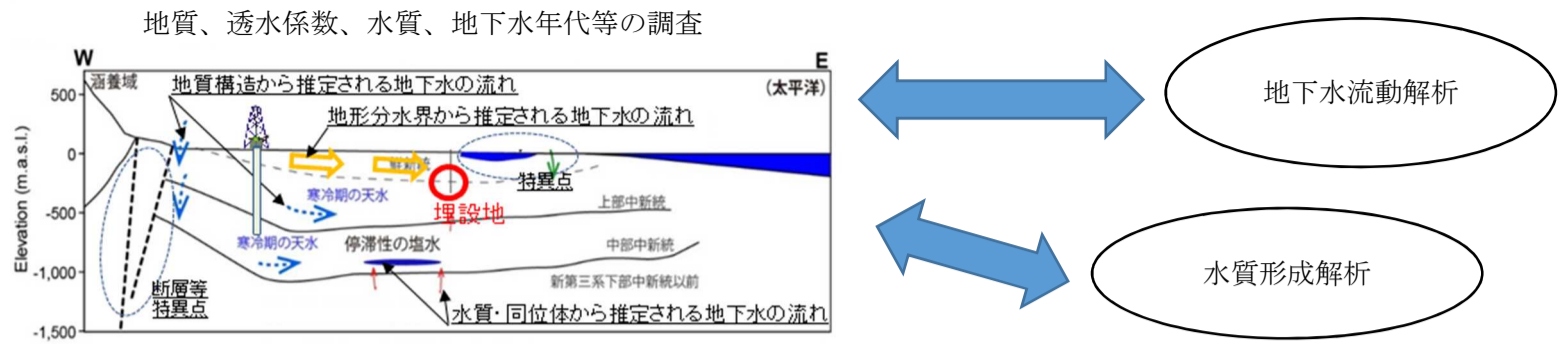 地質、透水係数、水質、地下水年代等の調査
W
E
涵養域
地質構造から推定される地下水の流れ
(太平洋)
500
地形分水界から推定される地下水の流れ
地下水流動解析
Elevation (m.a.s.l.)
0
鮮新統
特異点
寒冷期の天水
埋設地
上部中新統
-500
寒冷期の天水
停滞性の塩水
中部中新統
-1,000
新第三系下部中新統以前
水質形成解析
断層等
特異点
水質・同位体から推定される地下水の流れ
-1,500